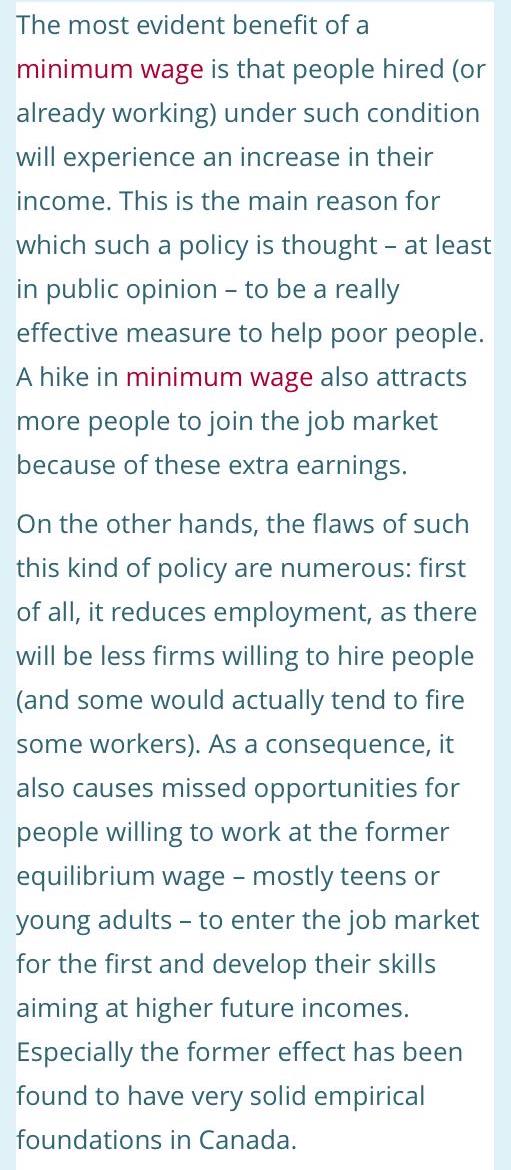 The most evident benefit of a
minimum wage is that people hired (or
already working) under such condition
will experience an increase in their
income. This is the main reason for
which such a policy is thought – at least
in public opinion – to be a really
effective measure to help poor people.
A hike in minimum wage also attracts
more people to join the job market
because of these extra earnings.
On the other hands, the flaws of such
this kind of policy are numerous: first
of all, it reduces employment, as there
will be less firms willing to hire people
(and some would actually tend to fire
some workers). As a consequence, it
also causes missed opportunities for
people willing to work at the former
equilibrium wage – mostly teens or
young adults – to enter the job market
for the first and develop their skills
aiming at higher future incomes.
Especially the former effect has been
found to have very solid empirical
foundations in Canada.